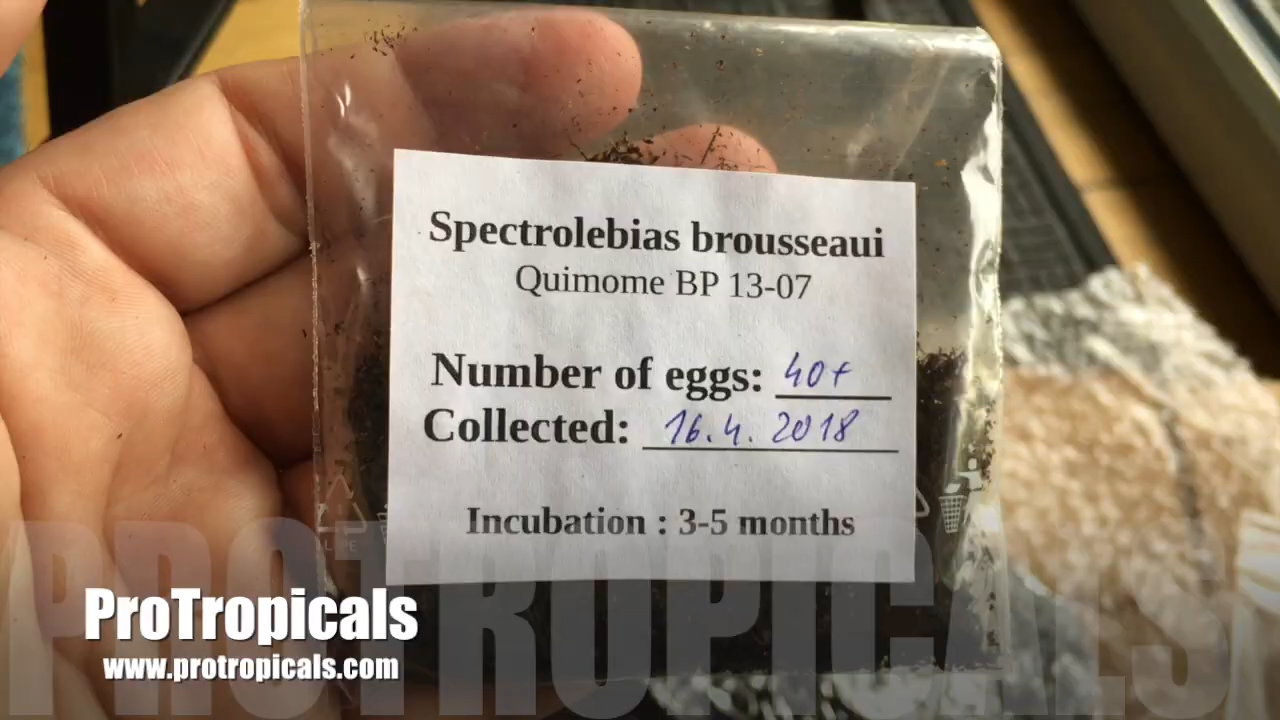 Spectrolebias brousseaui
Quimome BP 13-07
Number of eggs: 40+
Collected: 16.4. 2018
Incubation : 3-5 months
ProTropicals
www.protropicals.com
PROTROPICALS